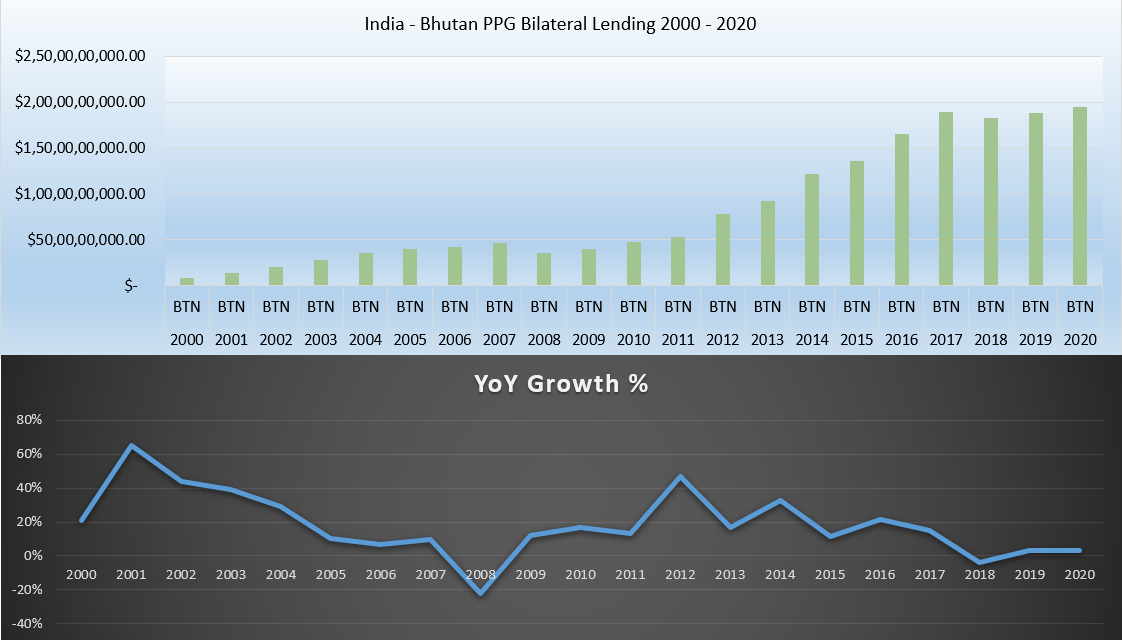 India - Bhutan PPG Bilateral Lending 2000 - 2020
$2,50,00,00,000.00
$2,00,00,00,000.00
$1,50,00,00,000.00
$1,00,00,00,000.00
$50,00,00,000.00
$-
BTN BTN BTN BTN BTN BTN BTN BTN BTN BTN BTN BTN BTN BTN BTN BTN BTN BTN BTN BTN BTN
2000 2001 2002 2003 2004 2005 2006 2007 2008 2009 2010 2011 2012 2013 2014 2015 2016 2017 2018 2019 2020
YoY Growth %
80%
60%
40%
20%
0%
2000 2001 2002 2003 2004 2005 2006 2007 2008 2009 2010 2011 2012 2013 2014 2015 2016 2017 2018 2019 2020
-20%
-40%